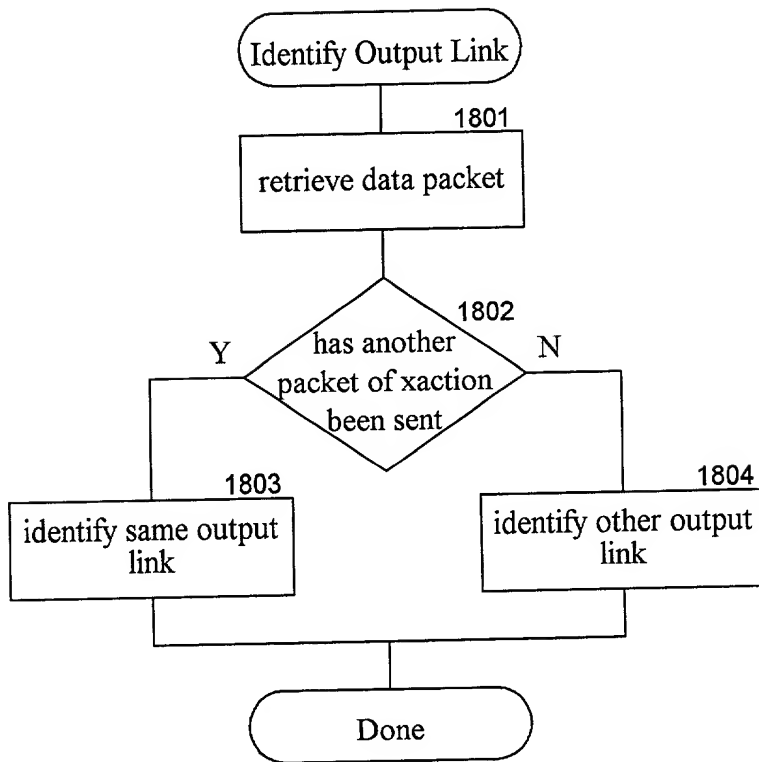 Identify Output Link
1801
retrieve data packet
1802
Y
N
has another
packet of xaction
been sent
1803
1804
identify same output
link
identify other output
link
Done